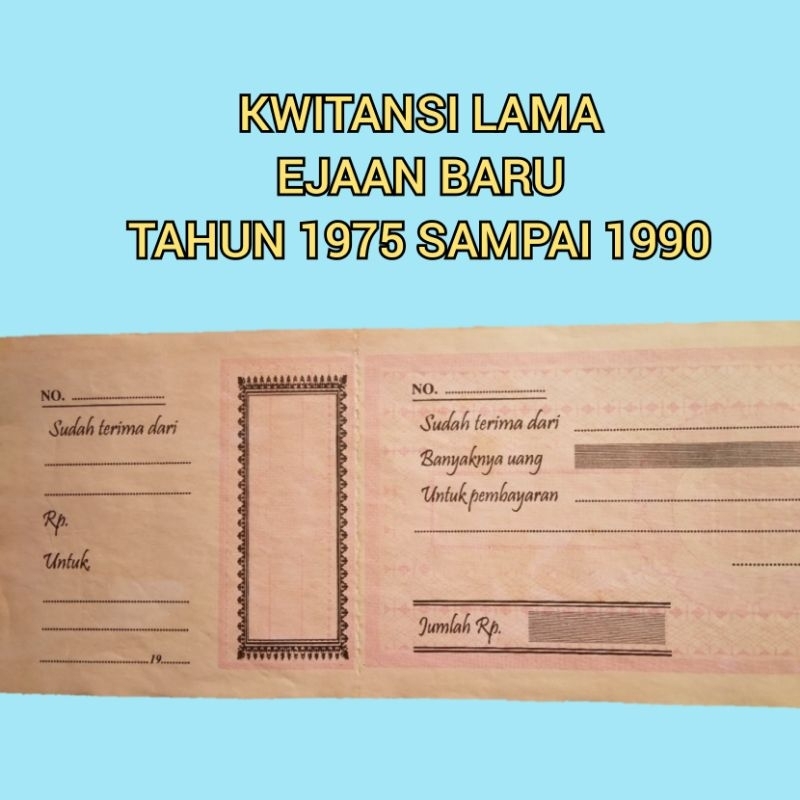 KWITANSI LAMA
EJAAN BARU
TAHUN 1975 SAMPAI 1990
NO. ........................
Sudah terima dari
Rp.
Untuk
............................19........
NO. ........................
Sudah terima dari
Banyaknya uang
Untuk pembayaran
Jumlah Rp.